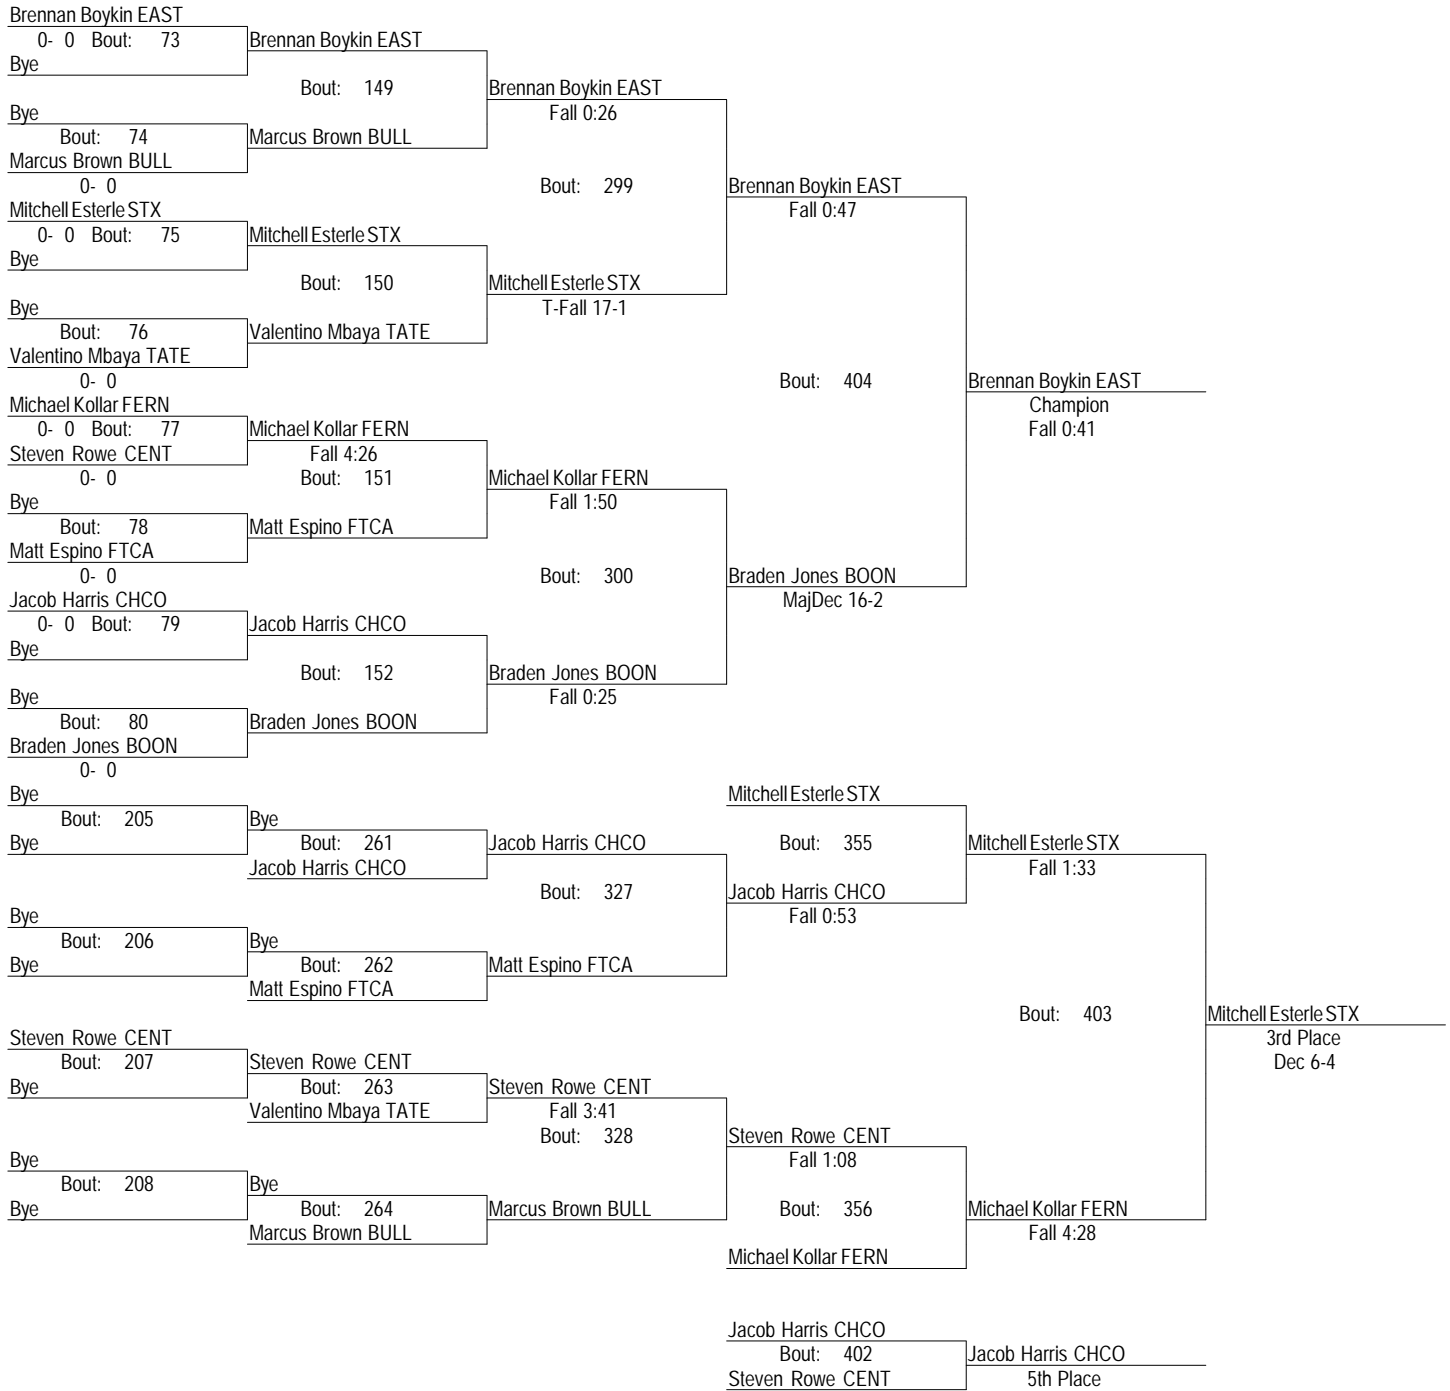 Brennan Boykin EAST
0- 0 Bout: 73
Brennan Boykin EAST
Bye
Bout: 149
Brennan Boykin EAST
Bye
Fall 0:26
Bout: 74
Marcus Brown BULL
Marcus Brown BULL
0- 0
Bout: 299
Brennan Boykin EAST
Mitchell Esterle STX
Fall 0:47
0- 0 Bout: 75
Mitchell Esterle STX
Bye
Bout: 150
Mitchell Esterle STX
Bye
T-Fall 17-1
Bout: 76
Valentino Mbaya TATE
Valentino Mbaya TATE
0- 0
Bout: 404
Brennan Boykin EAST
Michael Kollar FERN
Champion
0- 0 Bout: 77
Michael Kollar FERN
Fall 0:41
Steven Rowe CENT
Fall 4:26
0- 0
Bout: 151
Michael Kollar FERN
Bye
Fall 1:50
Bout: 78
Matt Espino FTCA
Matt Espino FTCA
0- 0
Bout: 300
Braden Jones BOON
Jacob Harris CHCO
MajDec 16-2
0- 0 Bout: 79
Jacob Harris CHCO
Bye
Bout: 152
Braden Jones BOON
Bye
Fall 0:25
Bout: 80
Braden Jones BOON
Braden Jones BOON
0- 0
Bye
Mitchell Esterle STX
Bout: 205
Bye
Bye
Bout: 261
Jacob Harris CHCO
Bout: 355
Mitchell Esterle STX
Jacob Harris CHCO
Fall 1:33
Bout: 327
Jacob Harris CHCO
Bye
Fall 0:53
Bout: 206
Bye
Bye
Bout: 262
Matt Espino FTCA
Matt Espino FTCA
Bout: 403
Mitchell Esterle STX
Steven Rowe CENT
3rd Place
Bout: 207
Steven Rowe CENT
Dec 6-4
Bye
Bout: 263
Steven Rowe CENT
Valentino Mbaya TATE
Fall 3:41
Bout: 328
Steven Rowe CENT
Bye
Fall 1:08
Bout: 208
Bye
Bye
Bout: 264
Marcus Brown BULL
Bout: 356
Michael Kollar FERN
Marcus Brown BULL
Fall 4:28
Michael Kollar FERN
Jacob Harris CHCO
Bout: 402
Jacob Harris CHCO
Steven Rowe CENT
5th Place